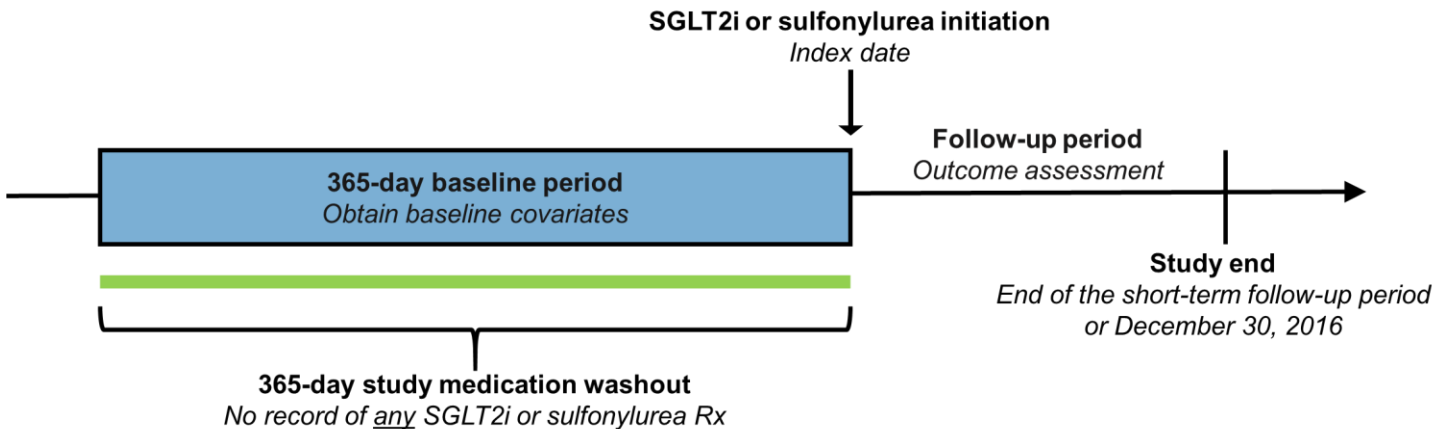 SGLT2i or sulfonylurea initiation
Index date
Follow-up period
Outcome assessment
365-day baseline period
Obtain baseline covariates
Study end
End of the short-term follow-up period
or December 30, 2016
365-day study medication washout
No record of any SGLT2i or sulfonylurea Rx